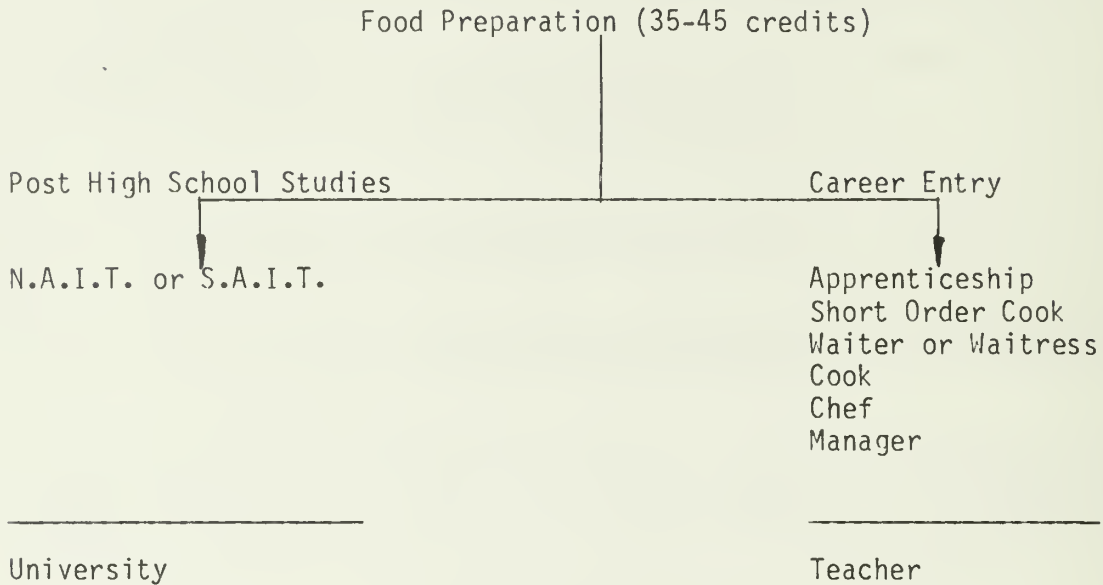 Food Preparation (35-45 credits)
Post High School Studies
Career Entry
N.A.I.T. or S.A.I.T.
Apprenticeship
Short Order Cook
Waiter or Waitress
Cook
Chef
Manager
University
Teacher